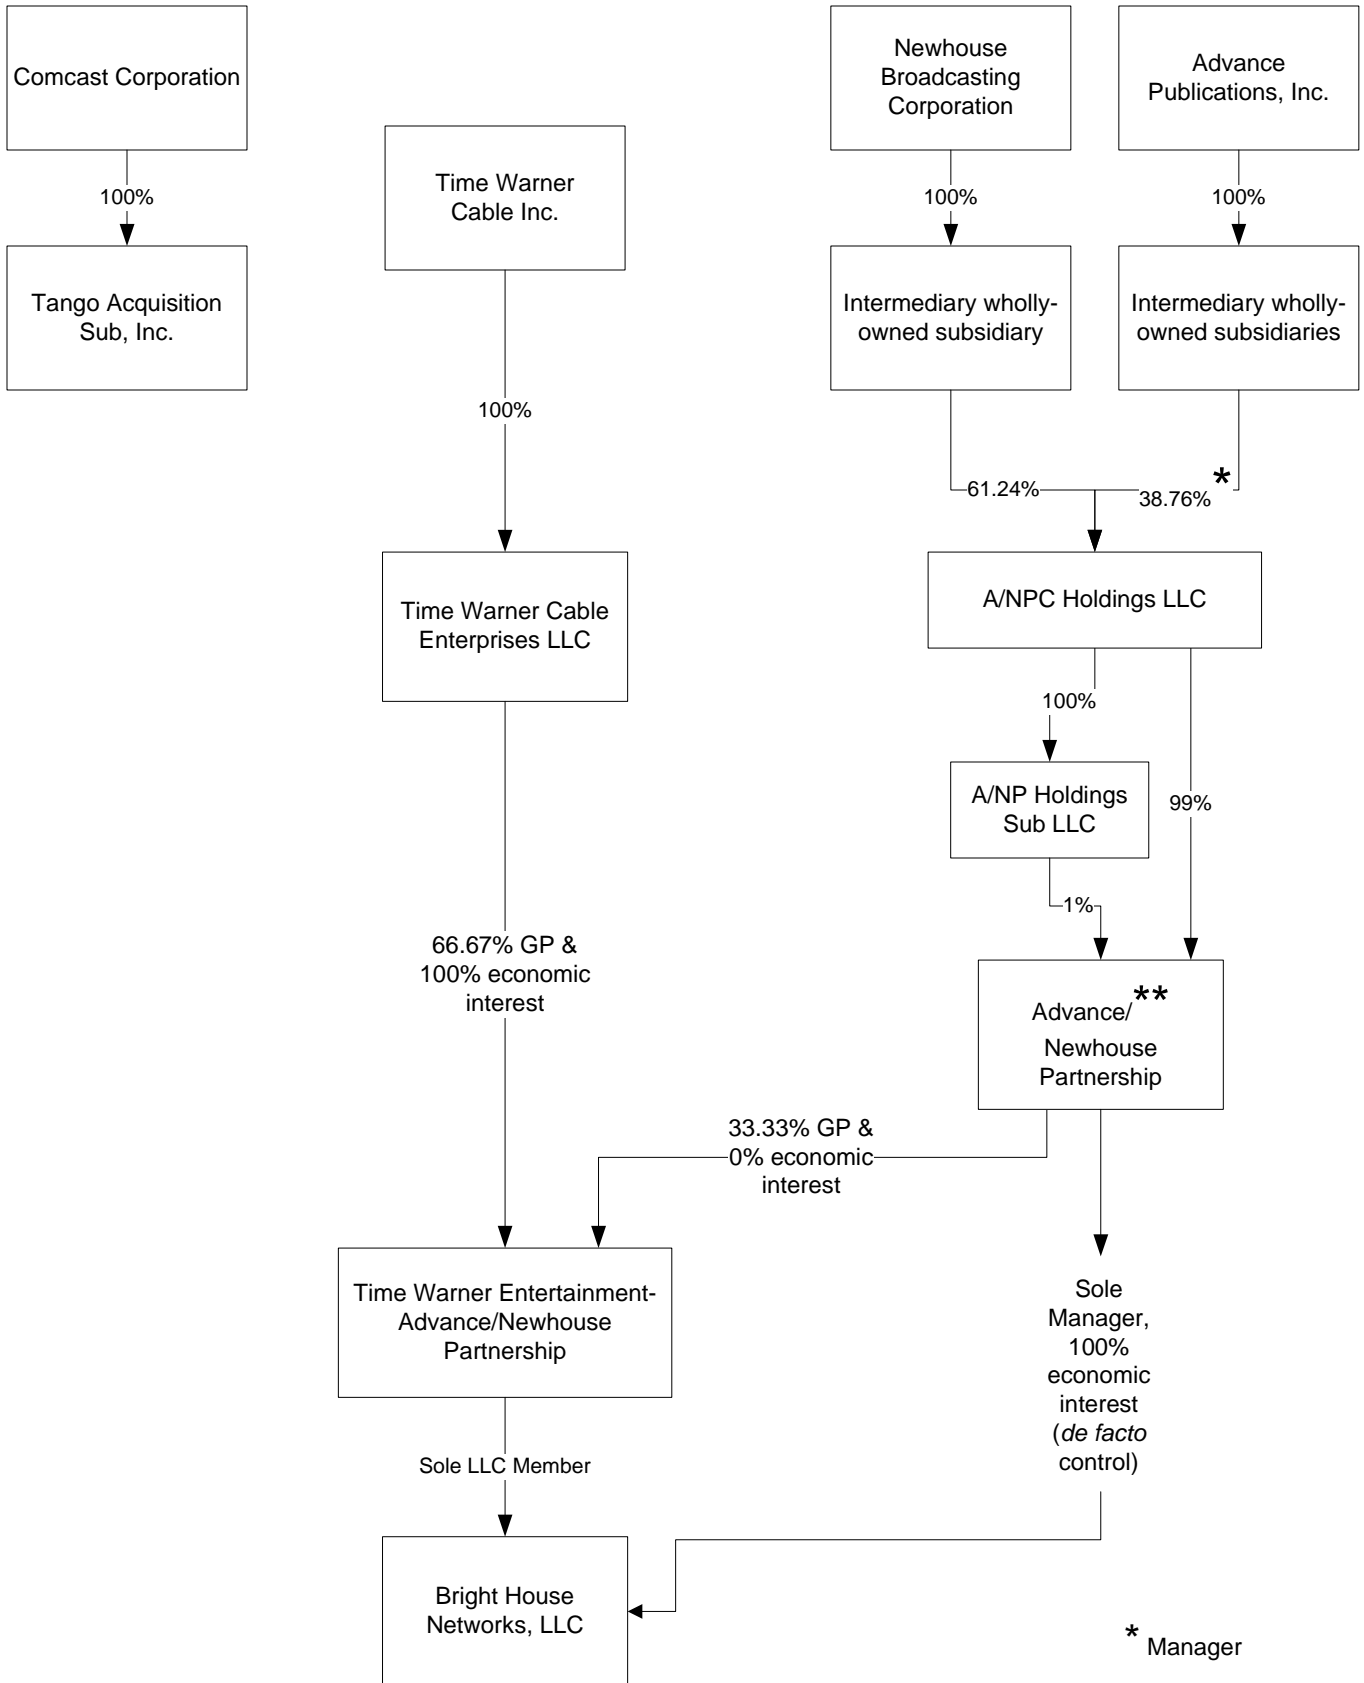 Comcast Corporation
Newhouse
Broadcasting
Corporation
Advance
Publications, Inc.
Time Warner
Cable Inc.
100%
100%
100%
Tango Acquisition
Sub, Inc.
Intermediary wholly-
owned subsidiary
Intermediary wholly-
owned subsidiaries
100%
61.24%
38.76% *
Time Warner Cable
Enterprises LLC
A/NPC Holdings LLC
100%
A/NP Holdings
Sub LLC
99%
1%
66.67% GP &
100% economic
interest
Advance/ **
Newhouse
Partnership
33.33% GP &
0% economic
interest
Time Warner Entertainment-
Advance/Newhouse
Partnership
Sole
Manager,
100%
economic
interest
(de facto
control)
Sole LLC Member
Bright House
Networks, LLC
* Manager